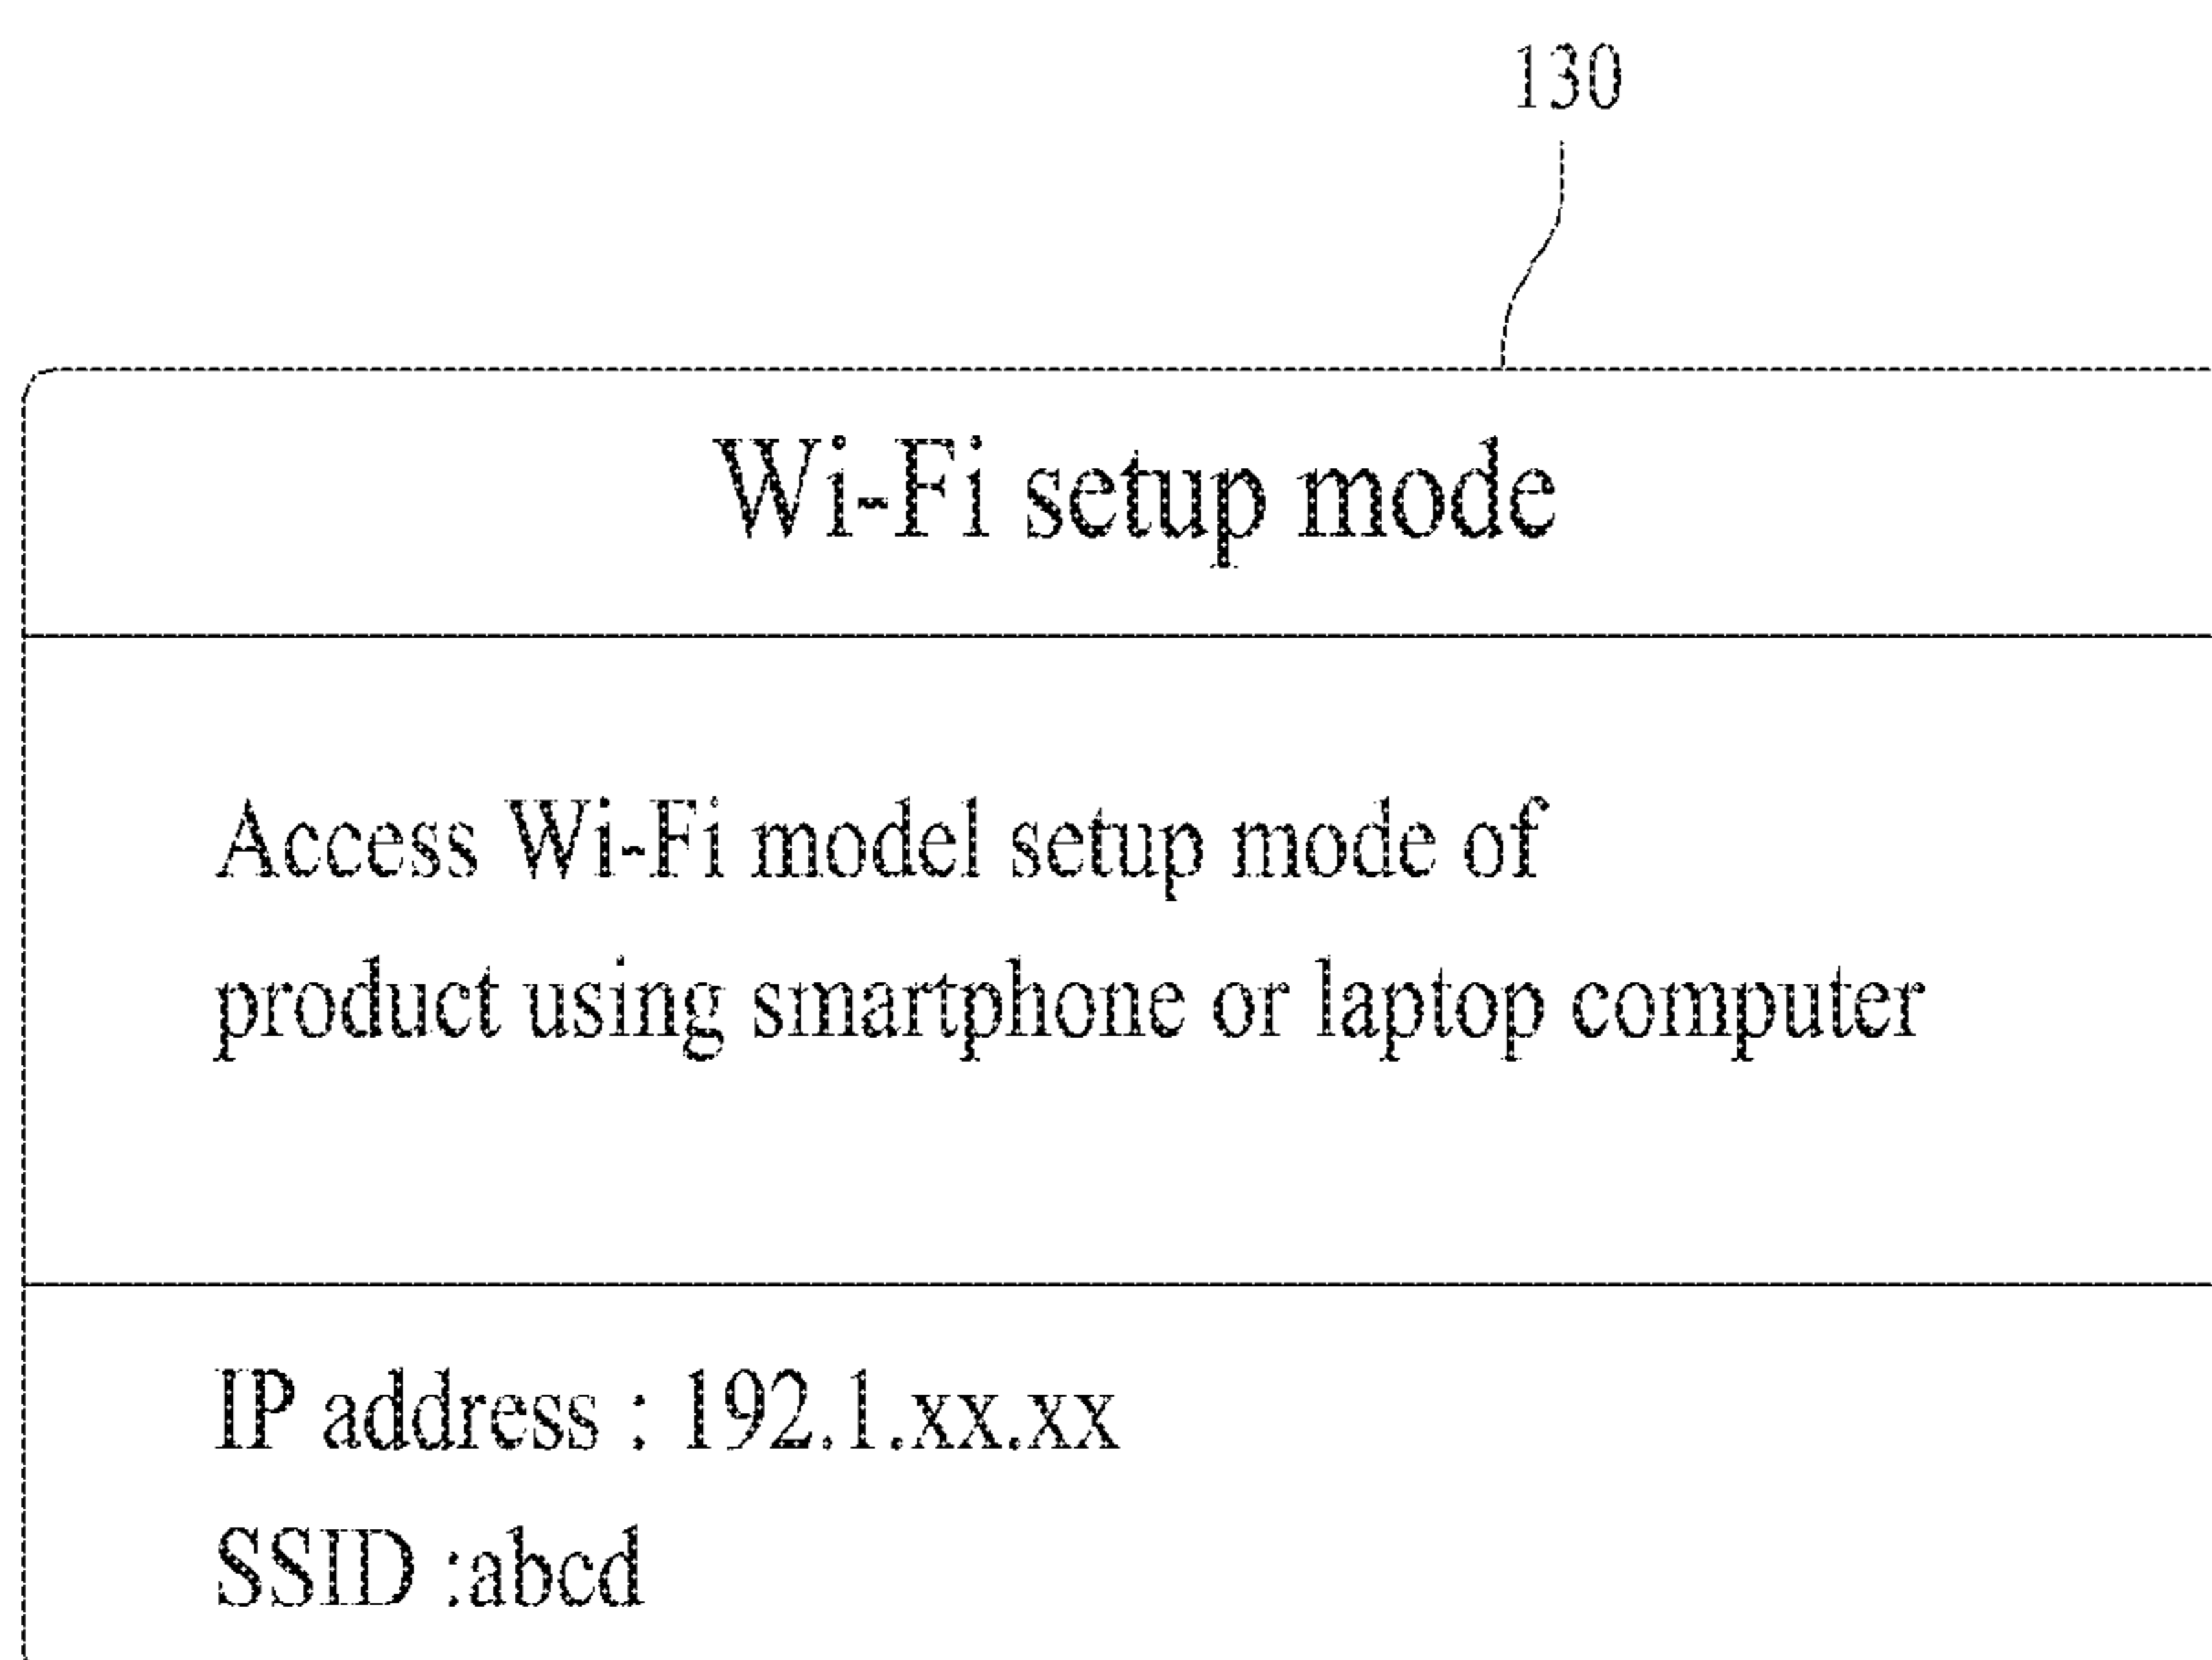 130
Wi-Fi setup mode
Access Wi-Fi model setup mode of
product using smartphone or laptop computer
IP address : 192.1.xx.xx
SSID :abcd